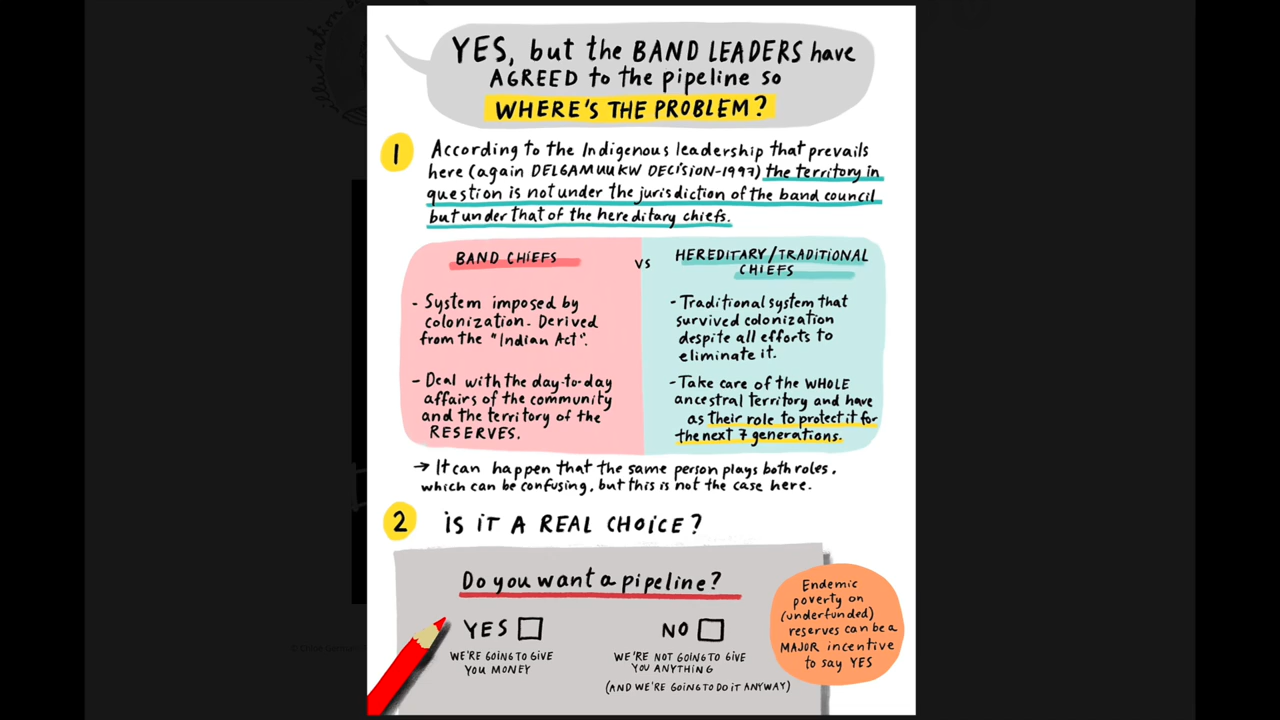 YES, but the BAND LEADERS have
AGREED to the pipeline so
WHERE'S THE PROBLEM?
1
According to the Indigenous leadership that prevails
here (again DELGAMUUKW DECISION-1997) the territory in
question is not under the jurisdiction of the band council
but under that of the hereditary chiefs.
BAND CHIEFS
- System imposed by
colonization. Derived
from the "Indian Act".
- Deal with the day-to-day
affairs of the community
and the territory of the
RESERVES.
VS
HEREDITARY/TRADITIONAL
CHIEFS
- Traditional system that
survived colonization
despite all efforts to
eliminate it.
- Take care of the WHOLE
ancestral territory and have
as their role to protect it for
the next 7 generations.
→ It can happen that the same person plays both roles,
which can be confusing, but this is not the case here.
2
IS IT A REAL CHOICE?
Do you want a pipeline?
YES
WE'RE GOING TO GIVE
YOU MONEY
NO
WE'RE NOT GOING TO GIVE
YOU ANYTHING
(AND WE'RE GOING TO DO IT ANYWAY)
Endemic
poverty on
(underfunded)
reserves can be a
MAJOR incentive
to say YES
illustration